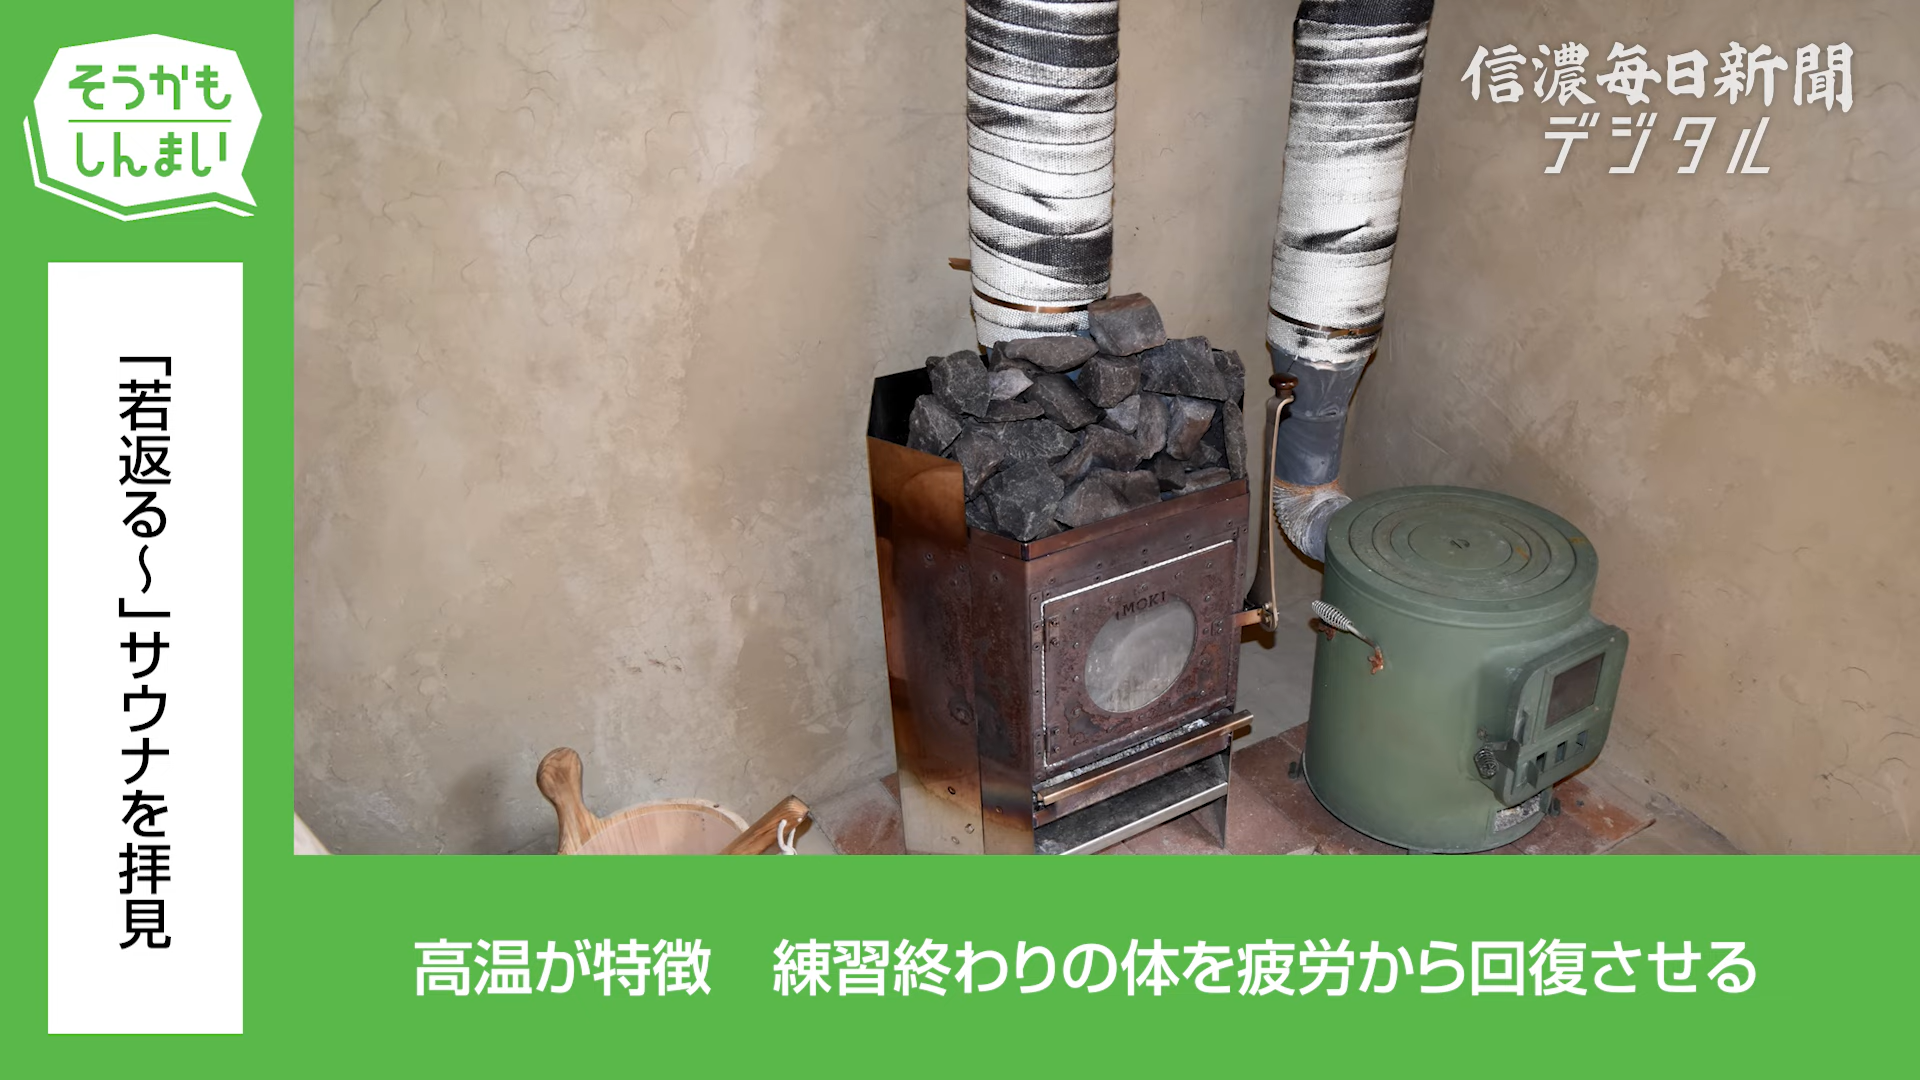 そうかも
しんまい
「若返る～」サウナを拝見
信濃毎日新聞
デジタル
MOKI
高温が特徴　練習終わりの体を疲労から回復させる